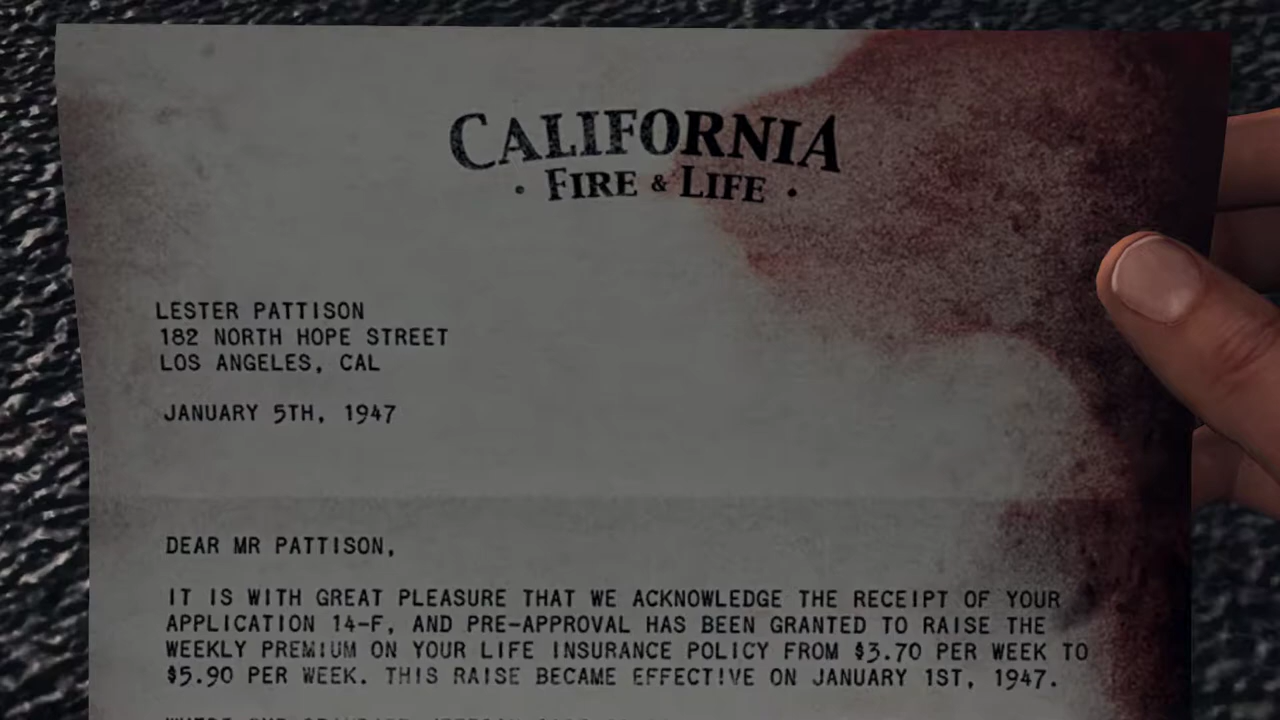 CALIFORNIA
· FIRE & LIFE ·
LESTER PATTISON
182 NORTH HOPE STREET
LOS ANGELES, CAL
JANUARY 5TH, 1947
DEAR MR PATTISON,
IT IS WITH GREAT PLEASURE THAT WE ACKNOWLEDGE THE RECEIPT OF YOUR
APPLICATION 14-F, AND PRE-APPROVAL HAS BEEN GRANTED TO RAISE THE
WEEKLY PREMIUM ON YOUR LIFE INSURANCE POLICY FROM $3.70 PER WEEK TO
$5.90 PER WEEK. THIS RAISE BECAME EFFECTIVE ON JANUARY 1ST, 1947.